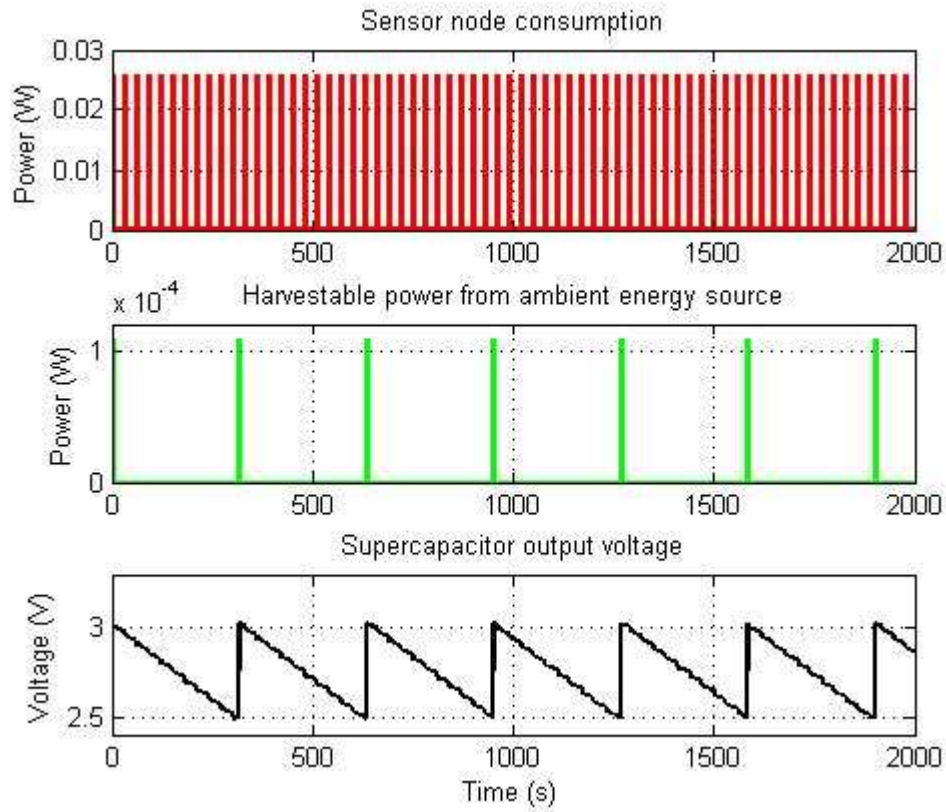 Sensor node consumption
Power (W)
0.03
0.02
0.01
0
0 500 1000 1500 2000
x 10-4
Harvestable power from ambient energy source
Power (W)
1
0
0 500 1000 1500 2000
Supercapacitor output voltage
Voltage (V)
3
2.5
0 500 1000 1500 2000
Time (s)